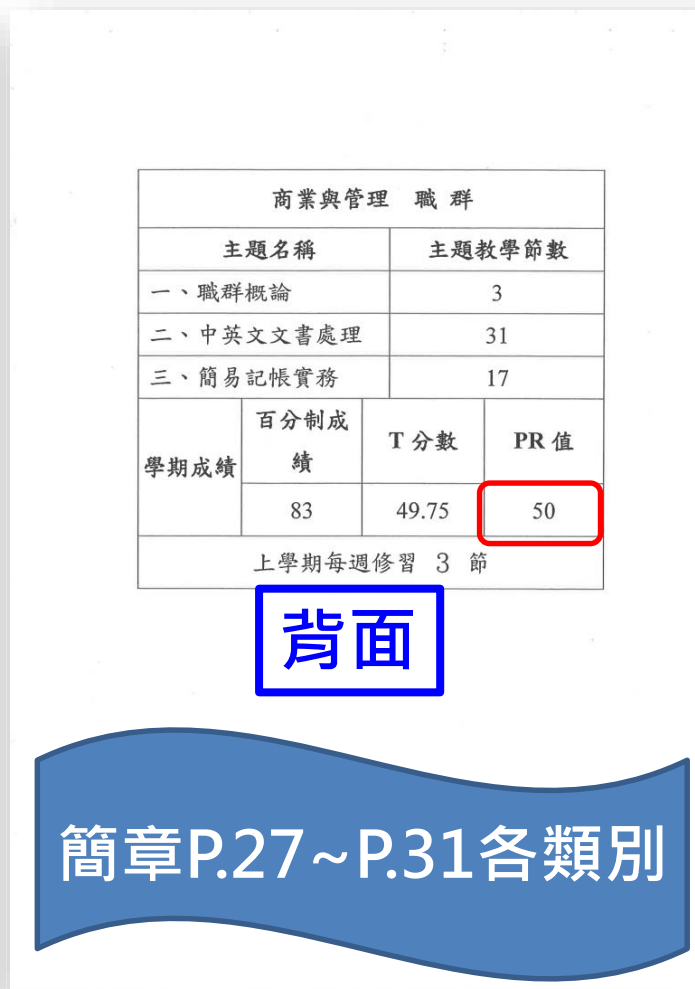 商業與管理 職 群
主題名稱 主題教學節數
一、職群概論 3
二、中英文文書處理 31
三、簡易記帳實務 17
學期成績 百分制成績 T 分數 PR 值
83 49.75 50
上學期每週修習 3 節
背面
簡章P.27~P.31各類別